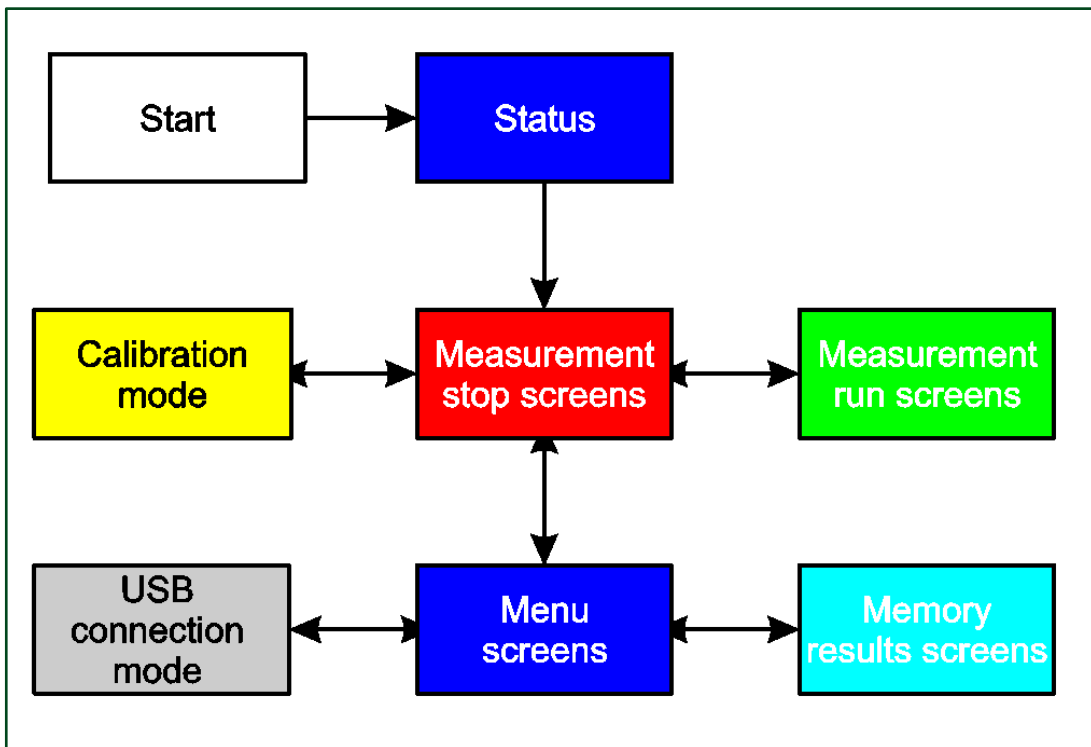 Start
Status
Calibration
mode
Measurement
stop screens
Measurement
run screens
USB
connection
mode
Menu
screens
Memory
results screens